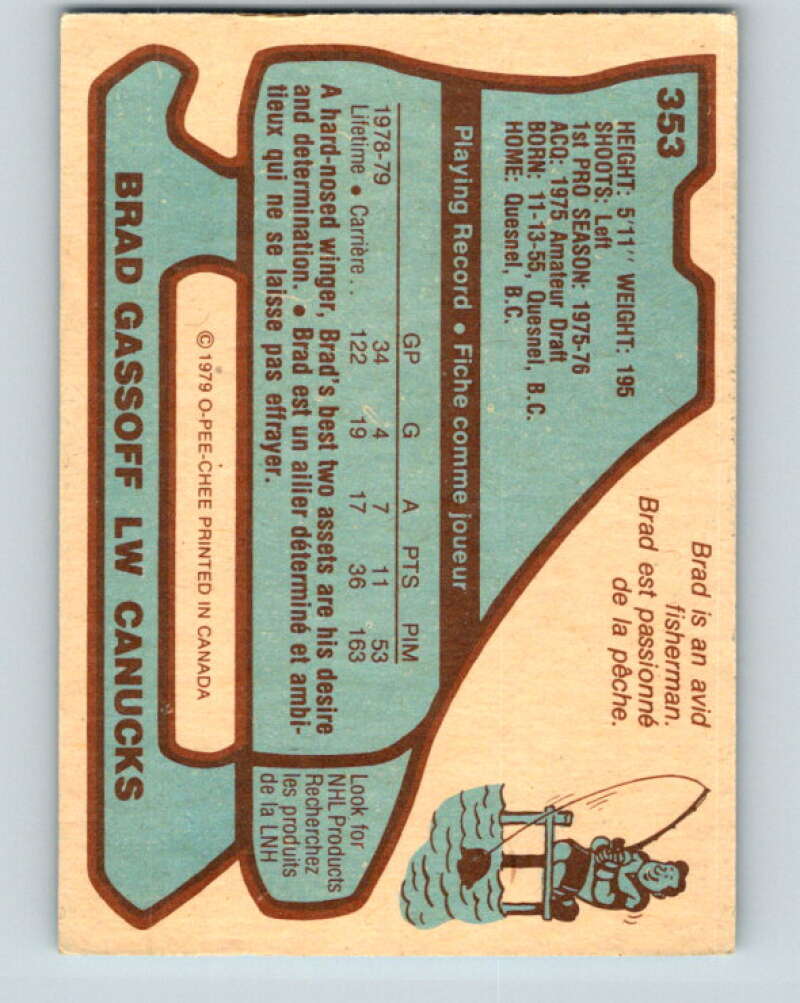 353
HEIGHT: 5'11" WEIGHT: 195
SHOOTS: Left
1st PRO SEASON: 1975-76
ACQ: 1975 Amateur Draft
BORN: 11-13-55, Quesnel, B.C.
HOME: Quesnel, B.C.
Brad is an avid
fisherman.
Brad est passionné
de la pêche.
Playing Record • Fiche comme joueur
GP G A PTS PIM
1978-79 34 4 7 11 53
Lifetime • Carrière . . 122 19 17 36 163
A hard-nosed winger, Brad's best two assets are his desire
and determination. • Brad est un ailier déterminé et ambi-
tieux qui ne se laisse pas effrayer.
Look for
NHL Products
Recherchez
les produits
de la LNH
© 1979 O-PEE-CHEE PRINTED IN CANADA
BRAD GASSOFF LW CANUCKS